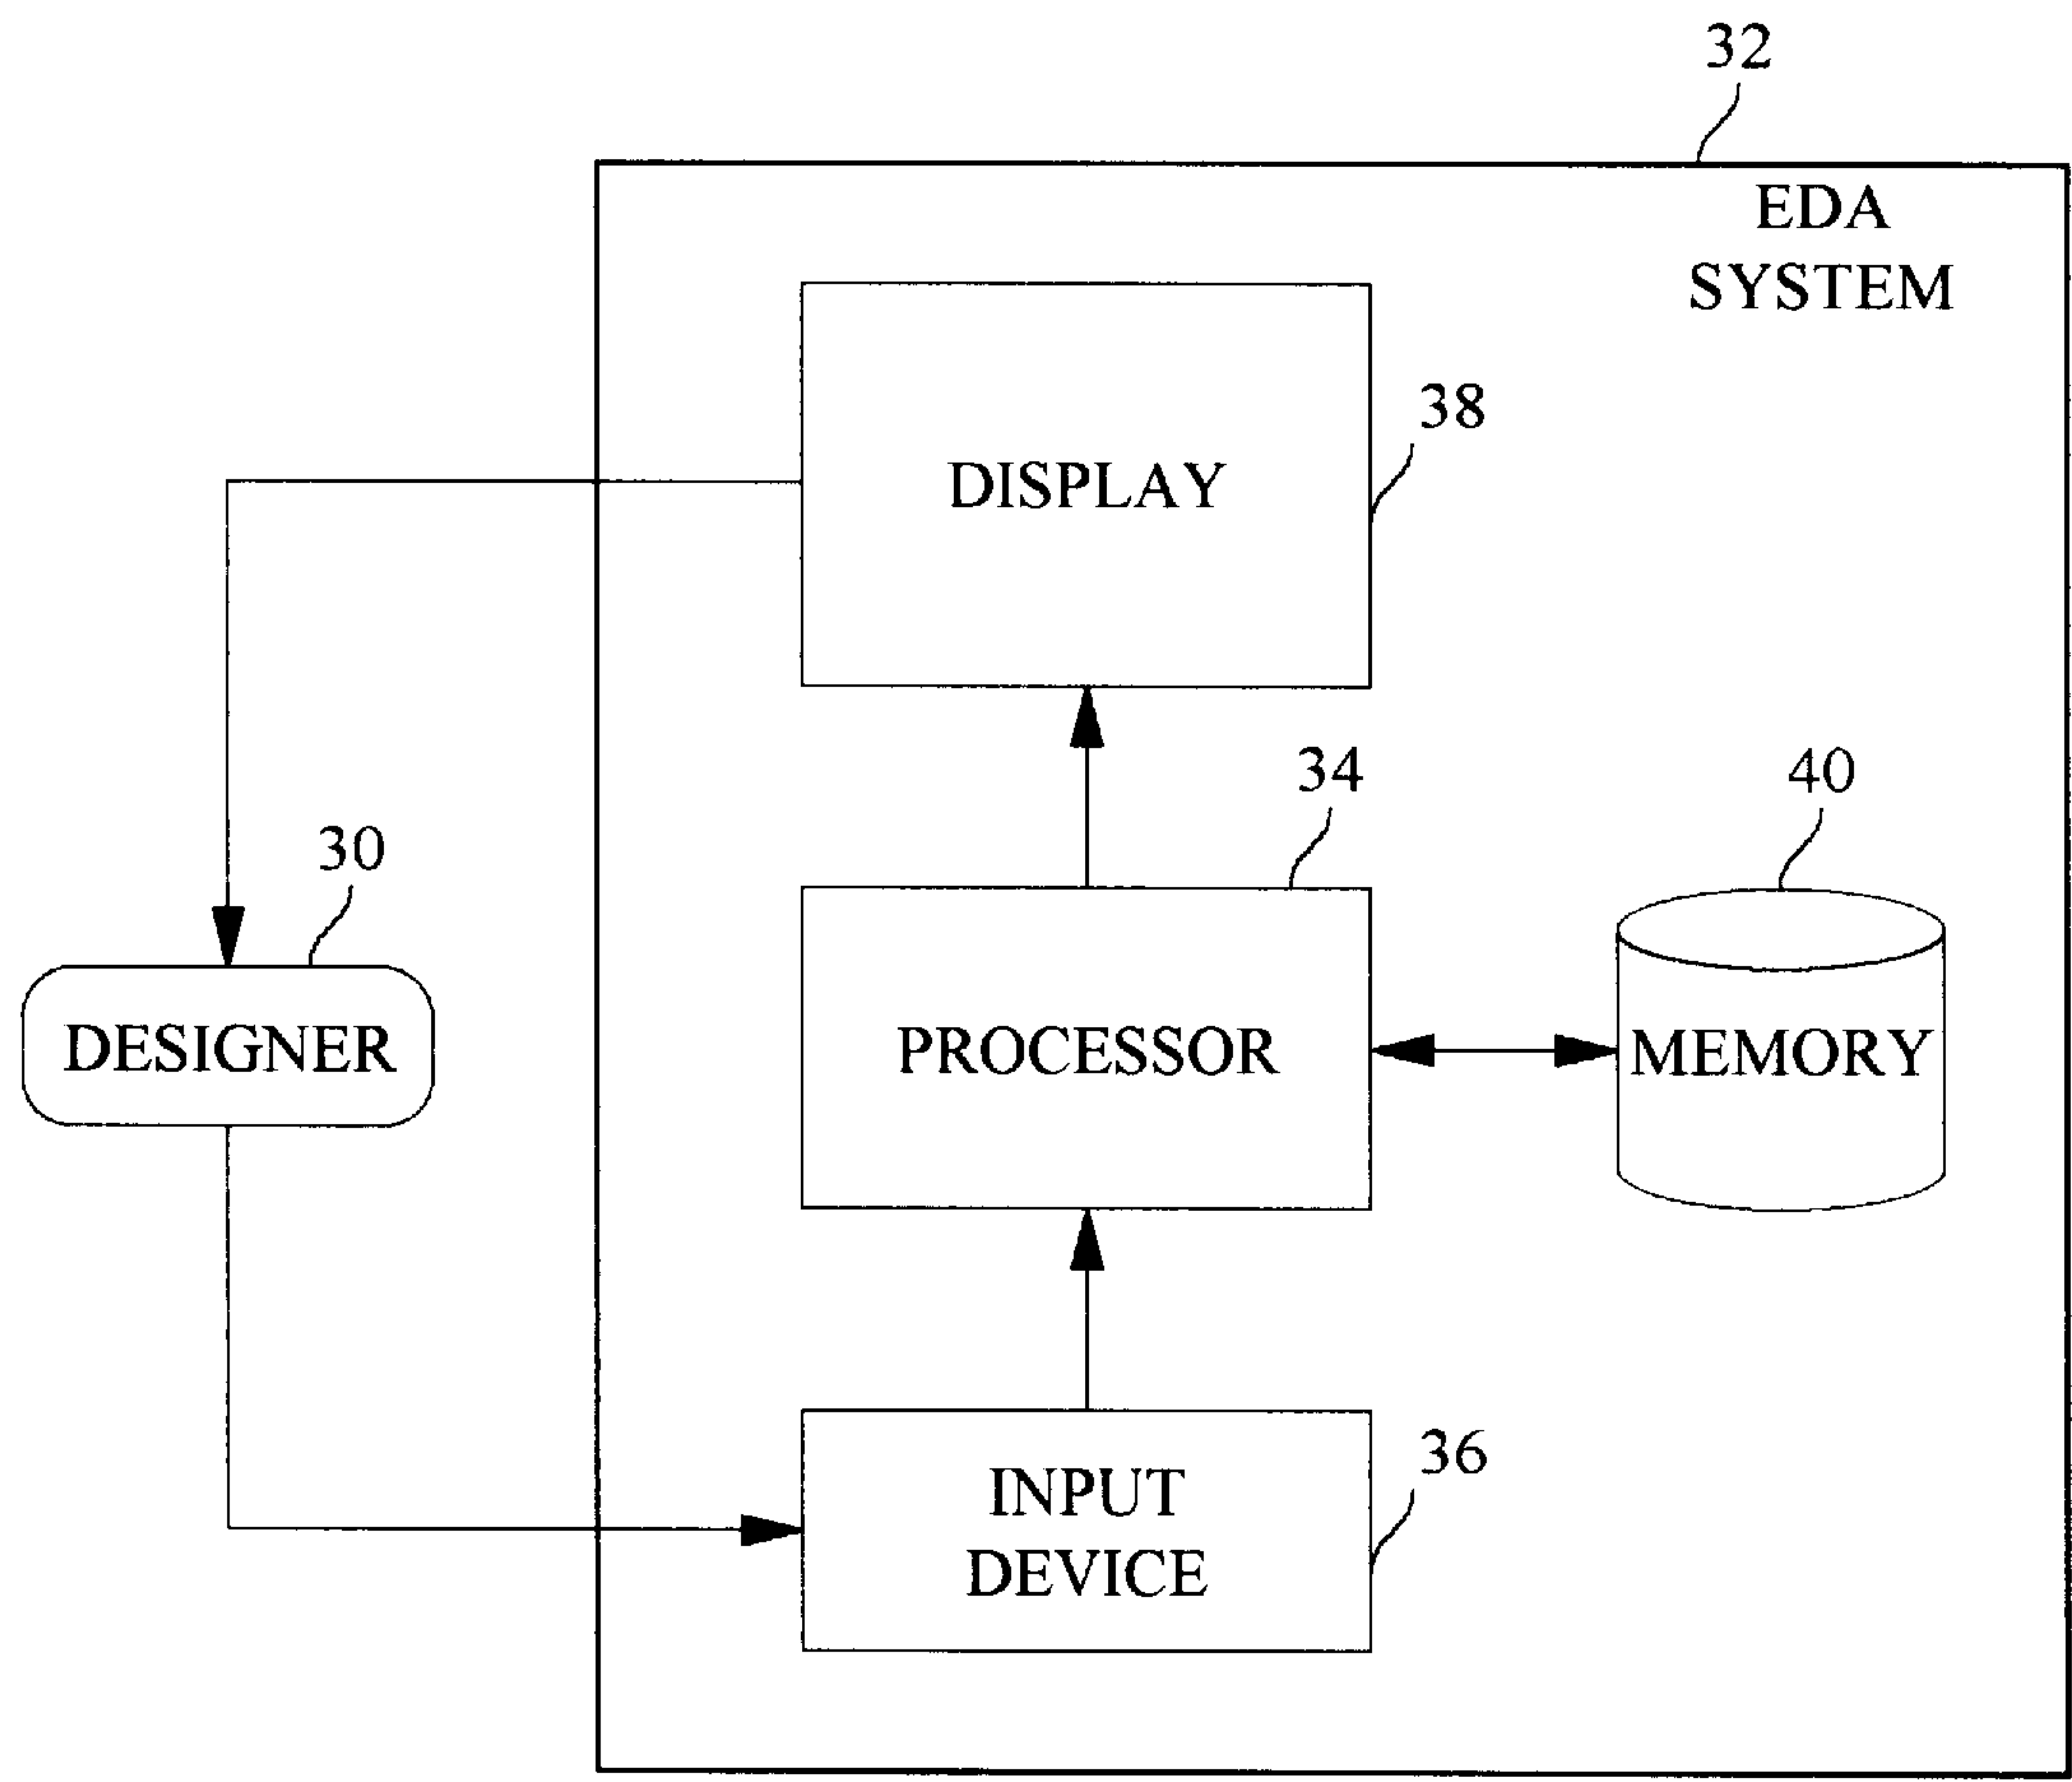 32
EDA
SYSTEM
38
DISPLAY
34
40
30
DESIGNER
PROCESSOR
MEMORY
36
INPUT
DEVICE